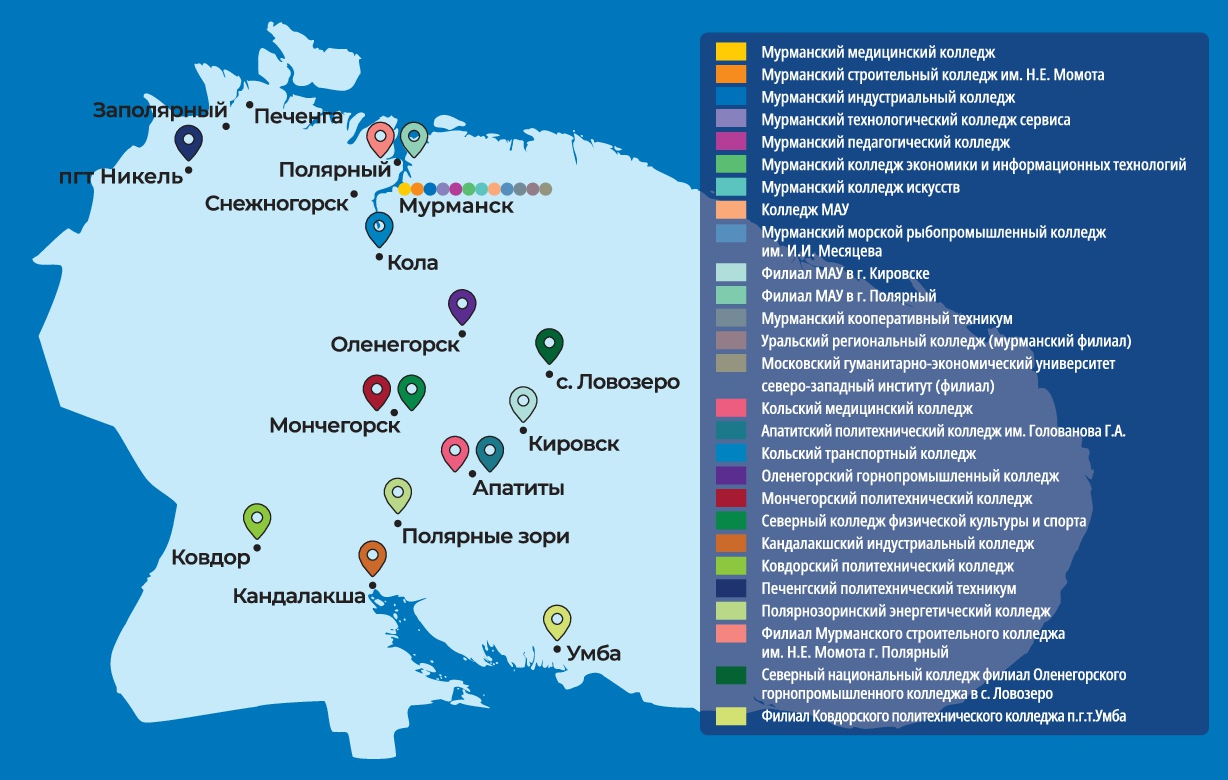 Заполярный
Печенга
пгт Никель
Полярный
Снежногорск
Мурманск
Кола
Оленегорск
с. Ловозеро
Мончегорск
Кировск
Апатиты
Полярные зори
Ковдор
Кандалакша
Умба
Мурманский медицинский колледж
Мурманский строительный колледж им. Н.Е. Момота
Мурманский индустриальный колледж
Мурманский технологический колледж сервиса
Мурманский педагогический колледж
Мурманский колледж экономики и информационных технологий
Мурманский колледж искусств
Колледж МАУ
Мурманский морской рыбопромышленный колледж
им. И.И. Месяцева
Филиал МАУ в г. Кировске
Филиал МАУ в г. Полярный
Мурманский кооперативный техникум
Уральский региональный колледж (мурманский филиал)
Московский гуманитарно-экономический университет
северо-западный институт (филиал)
Кольский медицинский колледж
Апатитский политехнический колледж им. Голованова Г.А.
Кольский транспортный колледж
Оленегорский горнопромышленный колледж
Мончегорский политехнический колледж
Северный колледж физической культуры и спорта
Кандалакшский индустриальный колледж
Ковдорский политехнический колледж
Печенгский политехнический техникум
Полярнозоринский энергетический колледж
Филиал Мурманского строительного колледжа
им. Н.Е. Момота г. Полярный
Северный национальный колледж филиал Оленегорского
горнопромышленного колледжа в с. Ловозеро
Филиал Ковдорского политехнического колледжа п.г.т.Умба